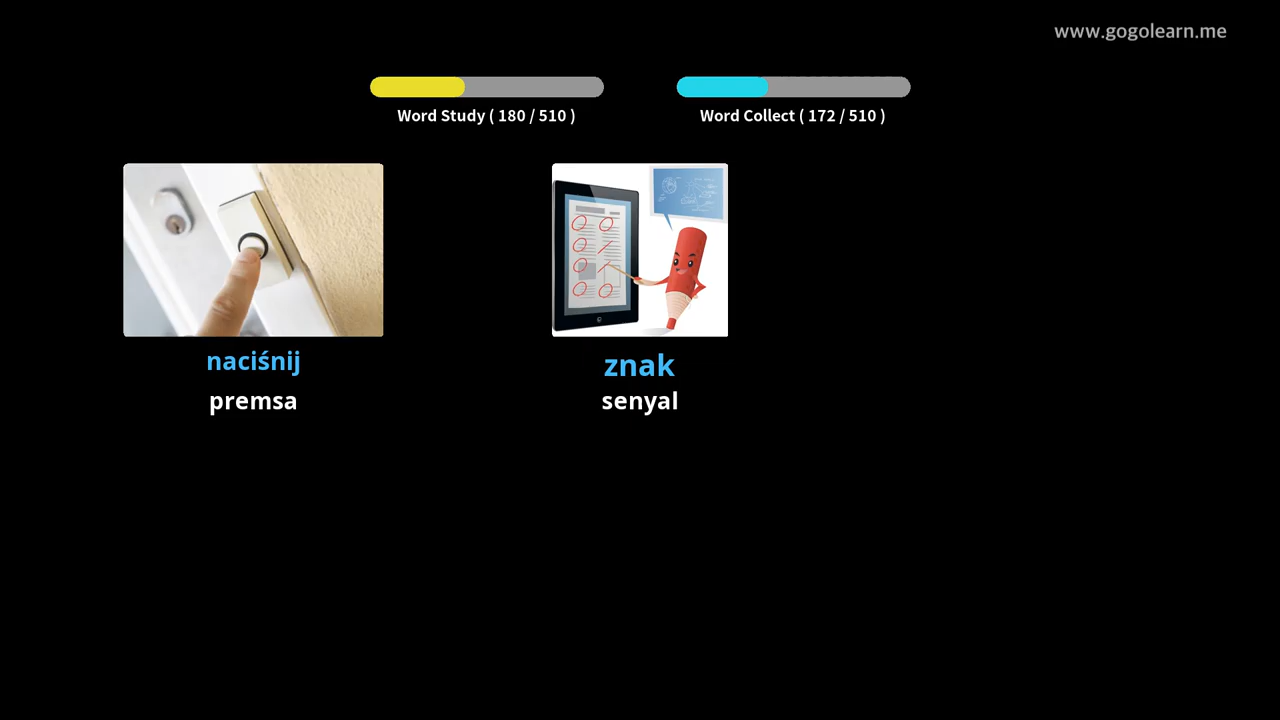 www.gogolearn.me
Word Study ( 180 / 510 )
Word Collect ( 172 / 510 )
naciśnij
premsa
znak
senyal